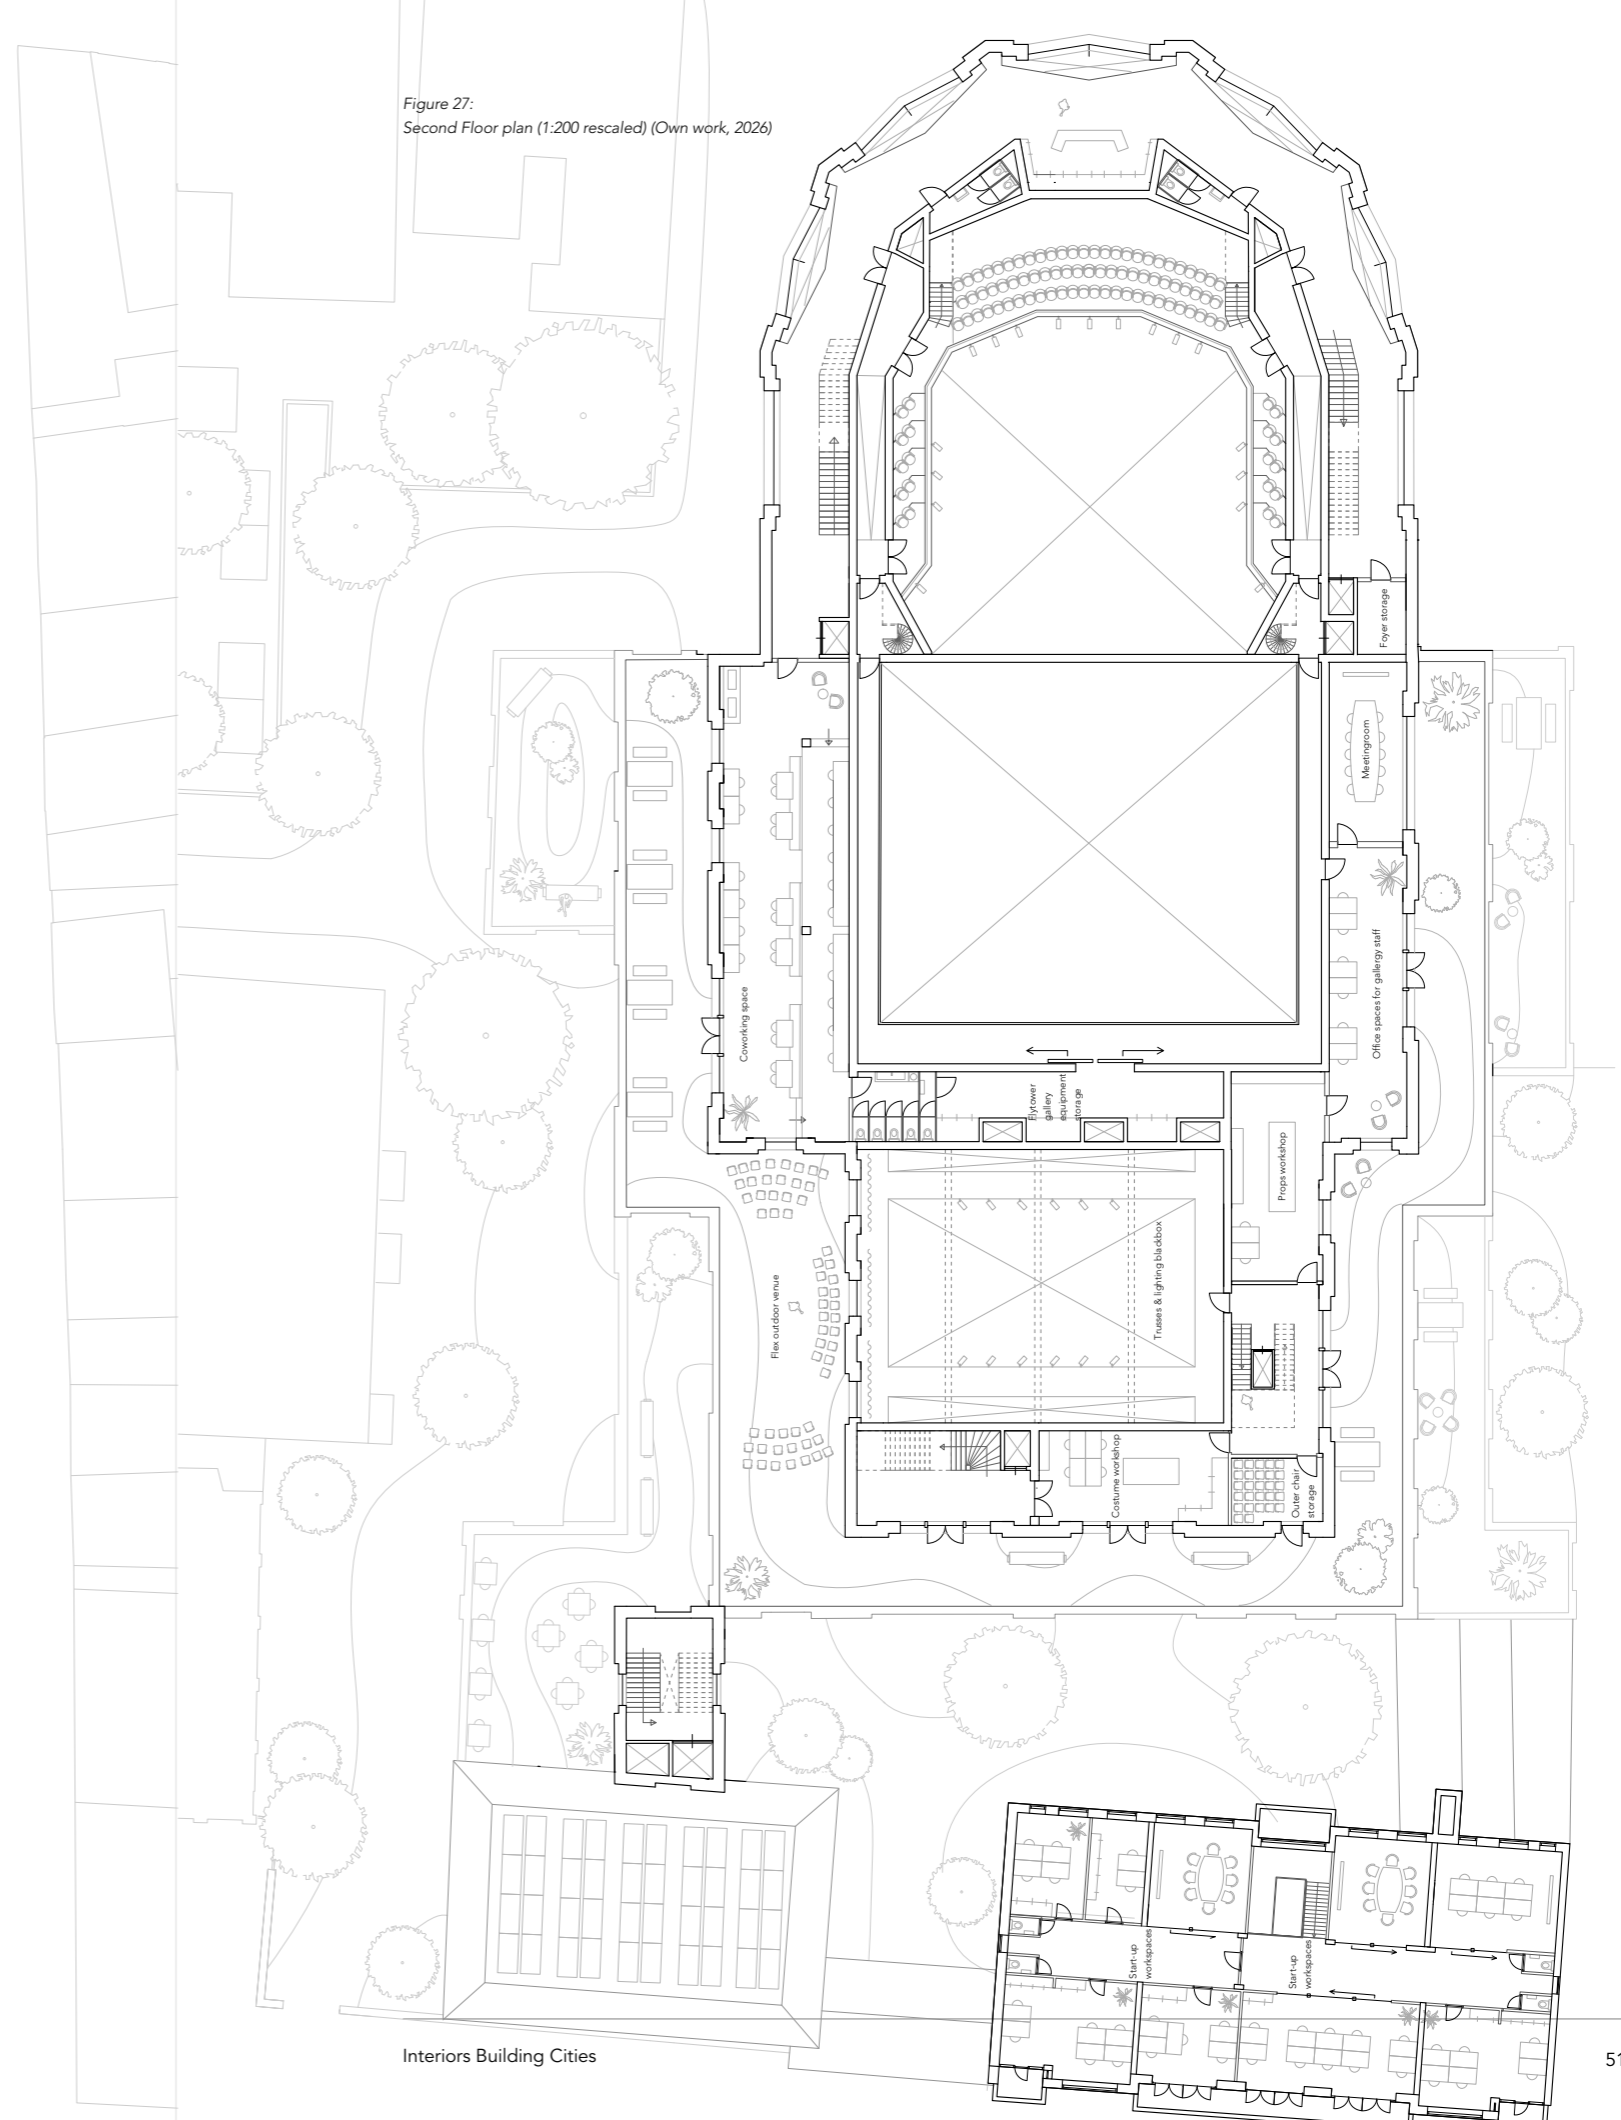 Figure 27:
Second Floor plan (1:200 rescaled) (Own work, 2026)
Foyer storage
Meetingroom
Coworking space
Office spaces for gallergy staff
Flytower
gallery
equipment
storage
Props workshop
Flex outdoor venue
Trusses & lighting blackbox
Costume workshop
Outer chair
storage
Start-up
workspaces
Start-up
workspaces
Interiors Building Cities
51